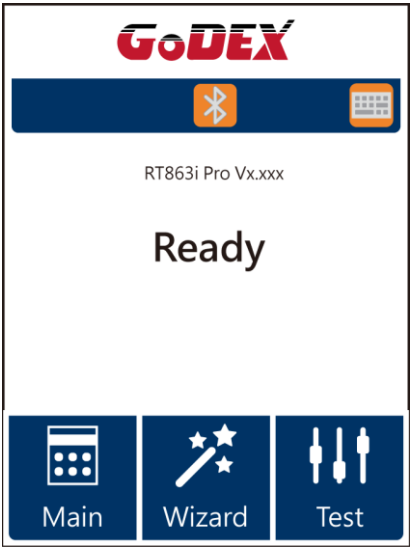 GoDEX
RT863i Pro Vx.xxx
Ready
Main
Wizard
Test